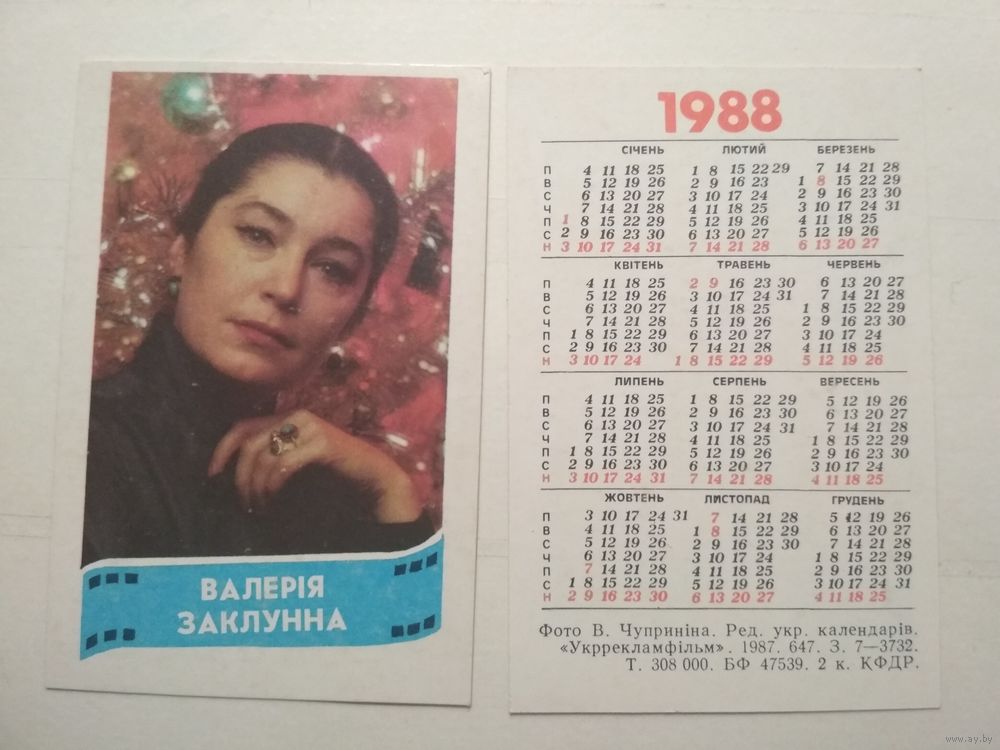 ВАЛЕРІЯ
ЗАКЛУННА
1988
СІЧЕНЬ ЛЮТИЙ БЕРЕЗЕНЬ
П 4 11 18 25 1 8 15 22 29 7 14 21 28
В 5 12 19 26 2 9 16 23 1 8 15 22 29
С 6 13 20 27 3 10 17 24 2 9 16 23 30
Ч 7 14 21 28 4 11 18 25 3 10 17 24 31
П 1 8 15 22 29 5 12 19 26 4 11 18 25
С 2 9 16 23 30 6 13 20 27 5 12 19 26
Н 3 10 17 24 31 7 14 21 28 6 13 20 27
КВІТЕНЬ ТРАВЕНЬ ЧЕРВЕНЬ
П 4 11 18 25 2 9 16 23 30 6 13 20 27
В 5 12 19 26 3 10 17 24 31 7 14 21 28
С 6 13 20 27 4 11 18 25 1 8 15 22 29
Ч 7 14 21 28 5 12 19 26 2 9 16 23 30
П 1 8 15 22 29 6 13 20 27 3 10 17 24
С 2 9 16 23 30 7 14 21 28 4 11 18 25
Н 3 10 17 24 1 8 15 22 29 5 12 19 26
ЛИПЕНЬ СЕРПЕНЬ ВЕРЕСЕНЬ
П 4 11 18 25 1 8 15 22 29 5 12 19 26
В 5 12 19 26 2 9 16 23 30 6 13 20 27
С 6 13 20 27 3 10 17 24 31 7 14 21 28
Ч 7 14 21 28 4 11 18 25 1 8 15 22 29
П 1 8 15 22 29 5 12 19 26 2 9 16 23 30
С 2 9 16 23 30 6 13 20 27 3 10 17 24
Н 3 10 17 24 31 7 14 21 28 4 11 18 25
ЖОВТЕНЬ ЛИСТОПАД ГРУДЕНЬ
П 3 10 17 24 31 7 14 21 28 5 12 19 26
В 4 11 18 25 1 8 15 22 29 6 13 20 27
С 5 12 19 26 2 9 16 23 30 7 14 21 28
Ч 6 13 20 27 3 10 17 24 1 8 15 22 29
П 7 14 21 28 4 11 18 25 2 9 16 23 30
С 1 8 15 22 29 5 12 19 26 3 10 17 24 31
Н 2 9 16 23 30 6 13 20 27 4 11 18 25
Фото В. Чуприніна. Ред. укр. календарів.
«Укррекламфільм». 1987. 647. З. 7—3732.
Т. 308 000. БФ 47539. 2 к. КФДР.
www.ay.by